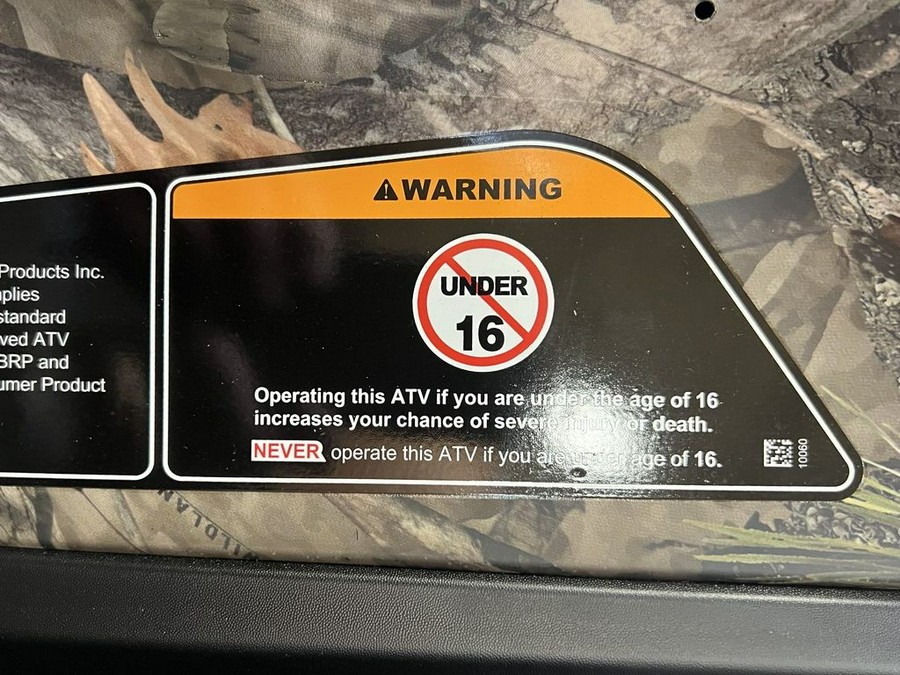 WARNING
UNDER
16
Products Inc.
plies
standard
ved ATV
BRP and
umer Product
Operating this ATV if you are under the age of 16
increases your chance of severe injury or death.
NEVER operate this ATV if you are under age of 16.
10060
WILDLAN